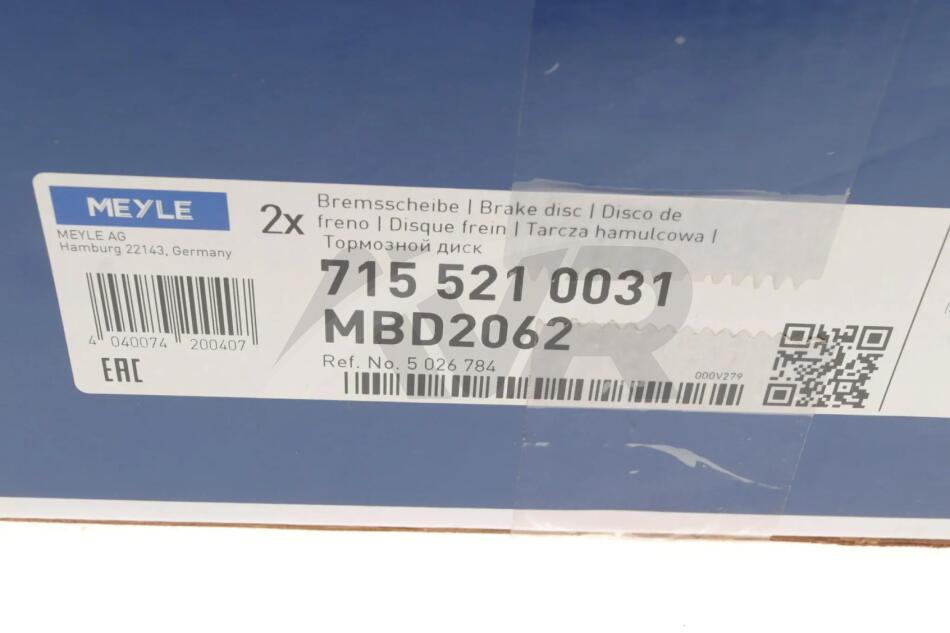 MEYLE
MEYLE AG
Hamburg 22143, Germany
4 040074 200407
EAC
2x
Bremsscheibe | Brake disc | Disco de
freno | Disque frein | Tarcza hamulcowa |
Тормозной диск
715 521 0031
MBD2062
Ref. No. 5 026 784
000V279